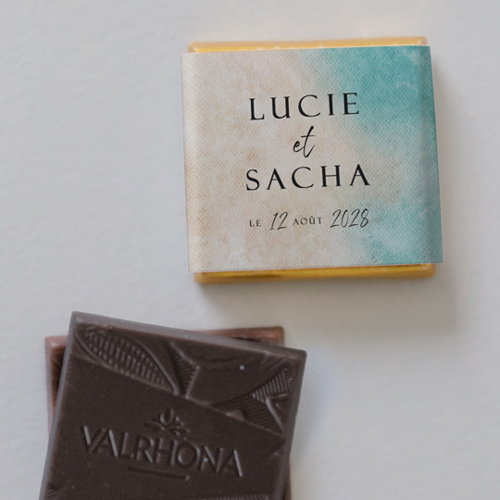 LUCIE
et
SACHA
LE 12 AOÛT 2028
VALRHONA